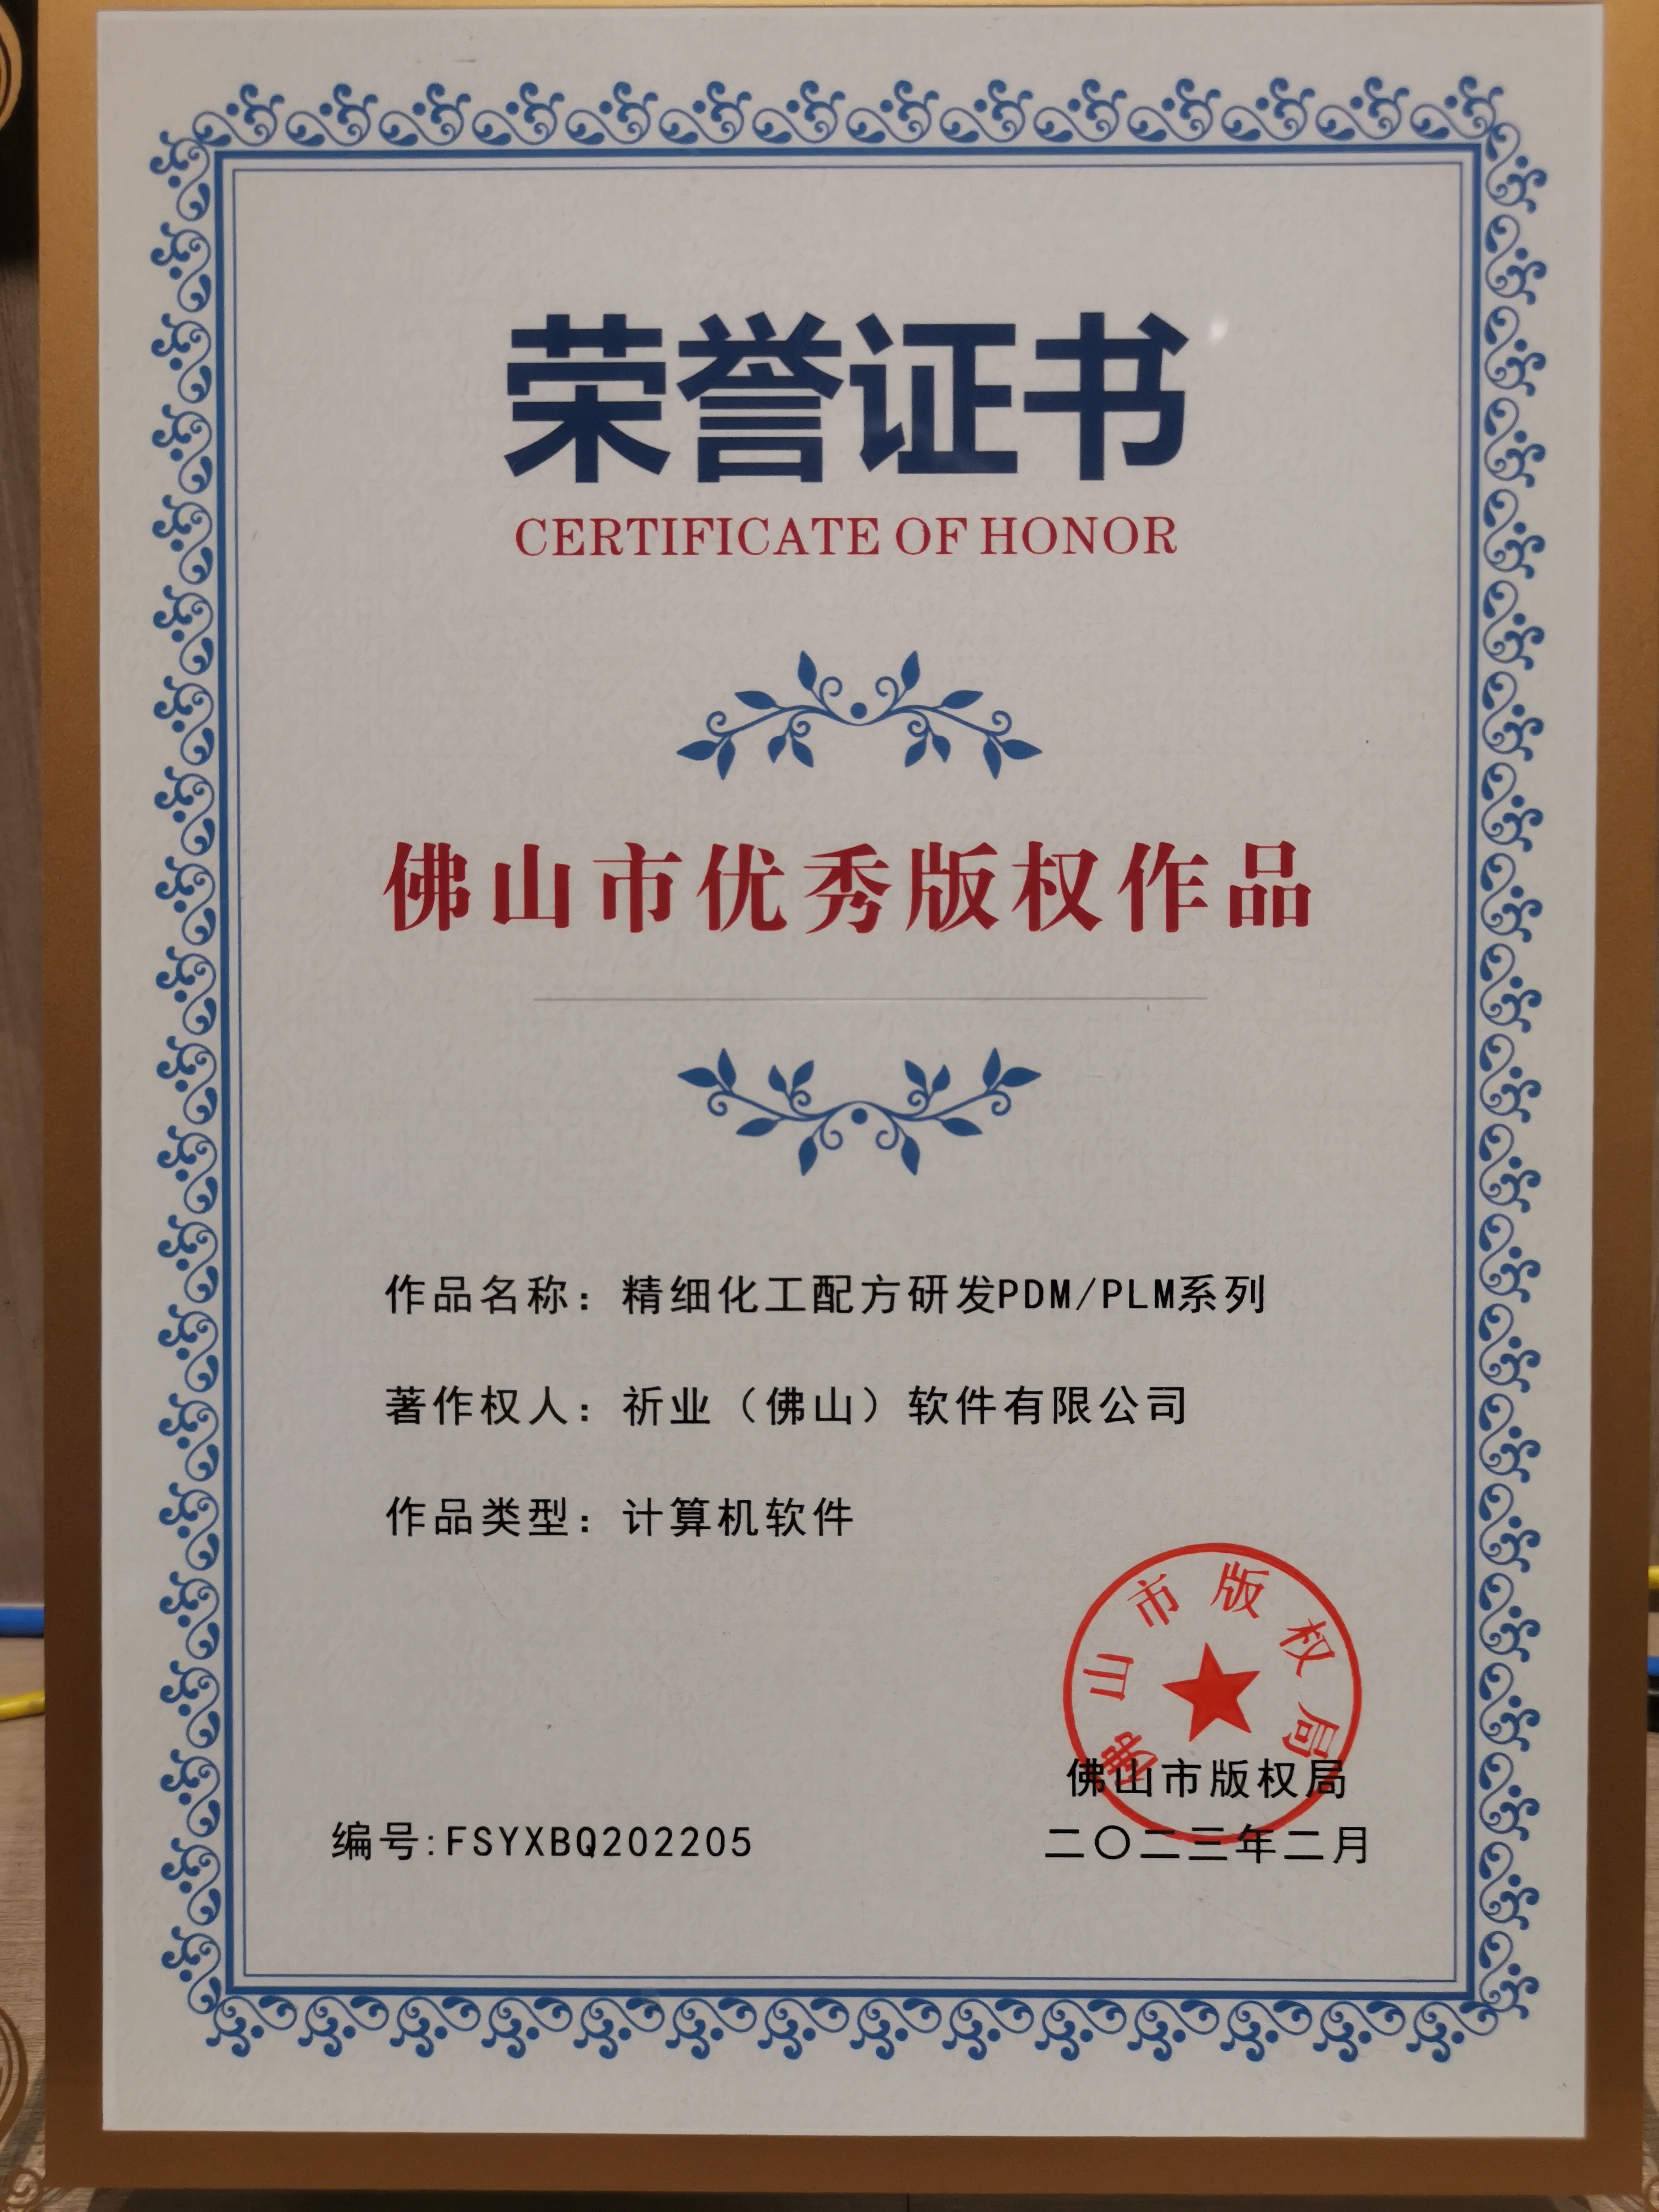 荣誉证书
CERTIFICATE OF HONOR
佛山市优秀版权作品
作品名称：精细化工配方研发PDM/PLM系列
著作权人：祈业（佛山）软件有限公司
作品类型：计算机软件
佛山市版权局
佛山市版权局
编号:FSYXBQ202205
二〇二三年二月